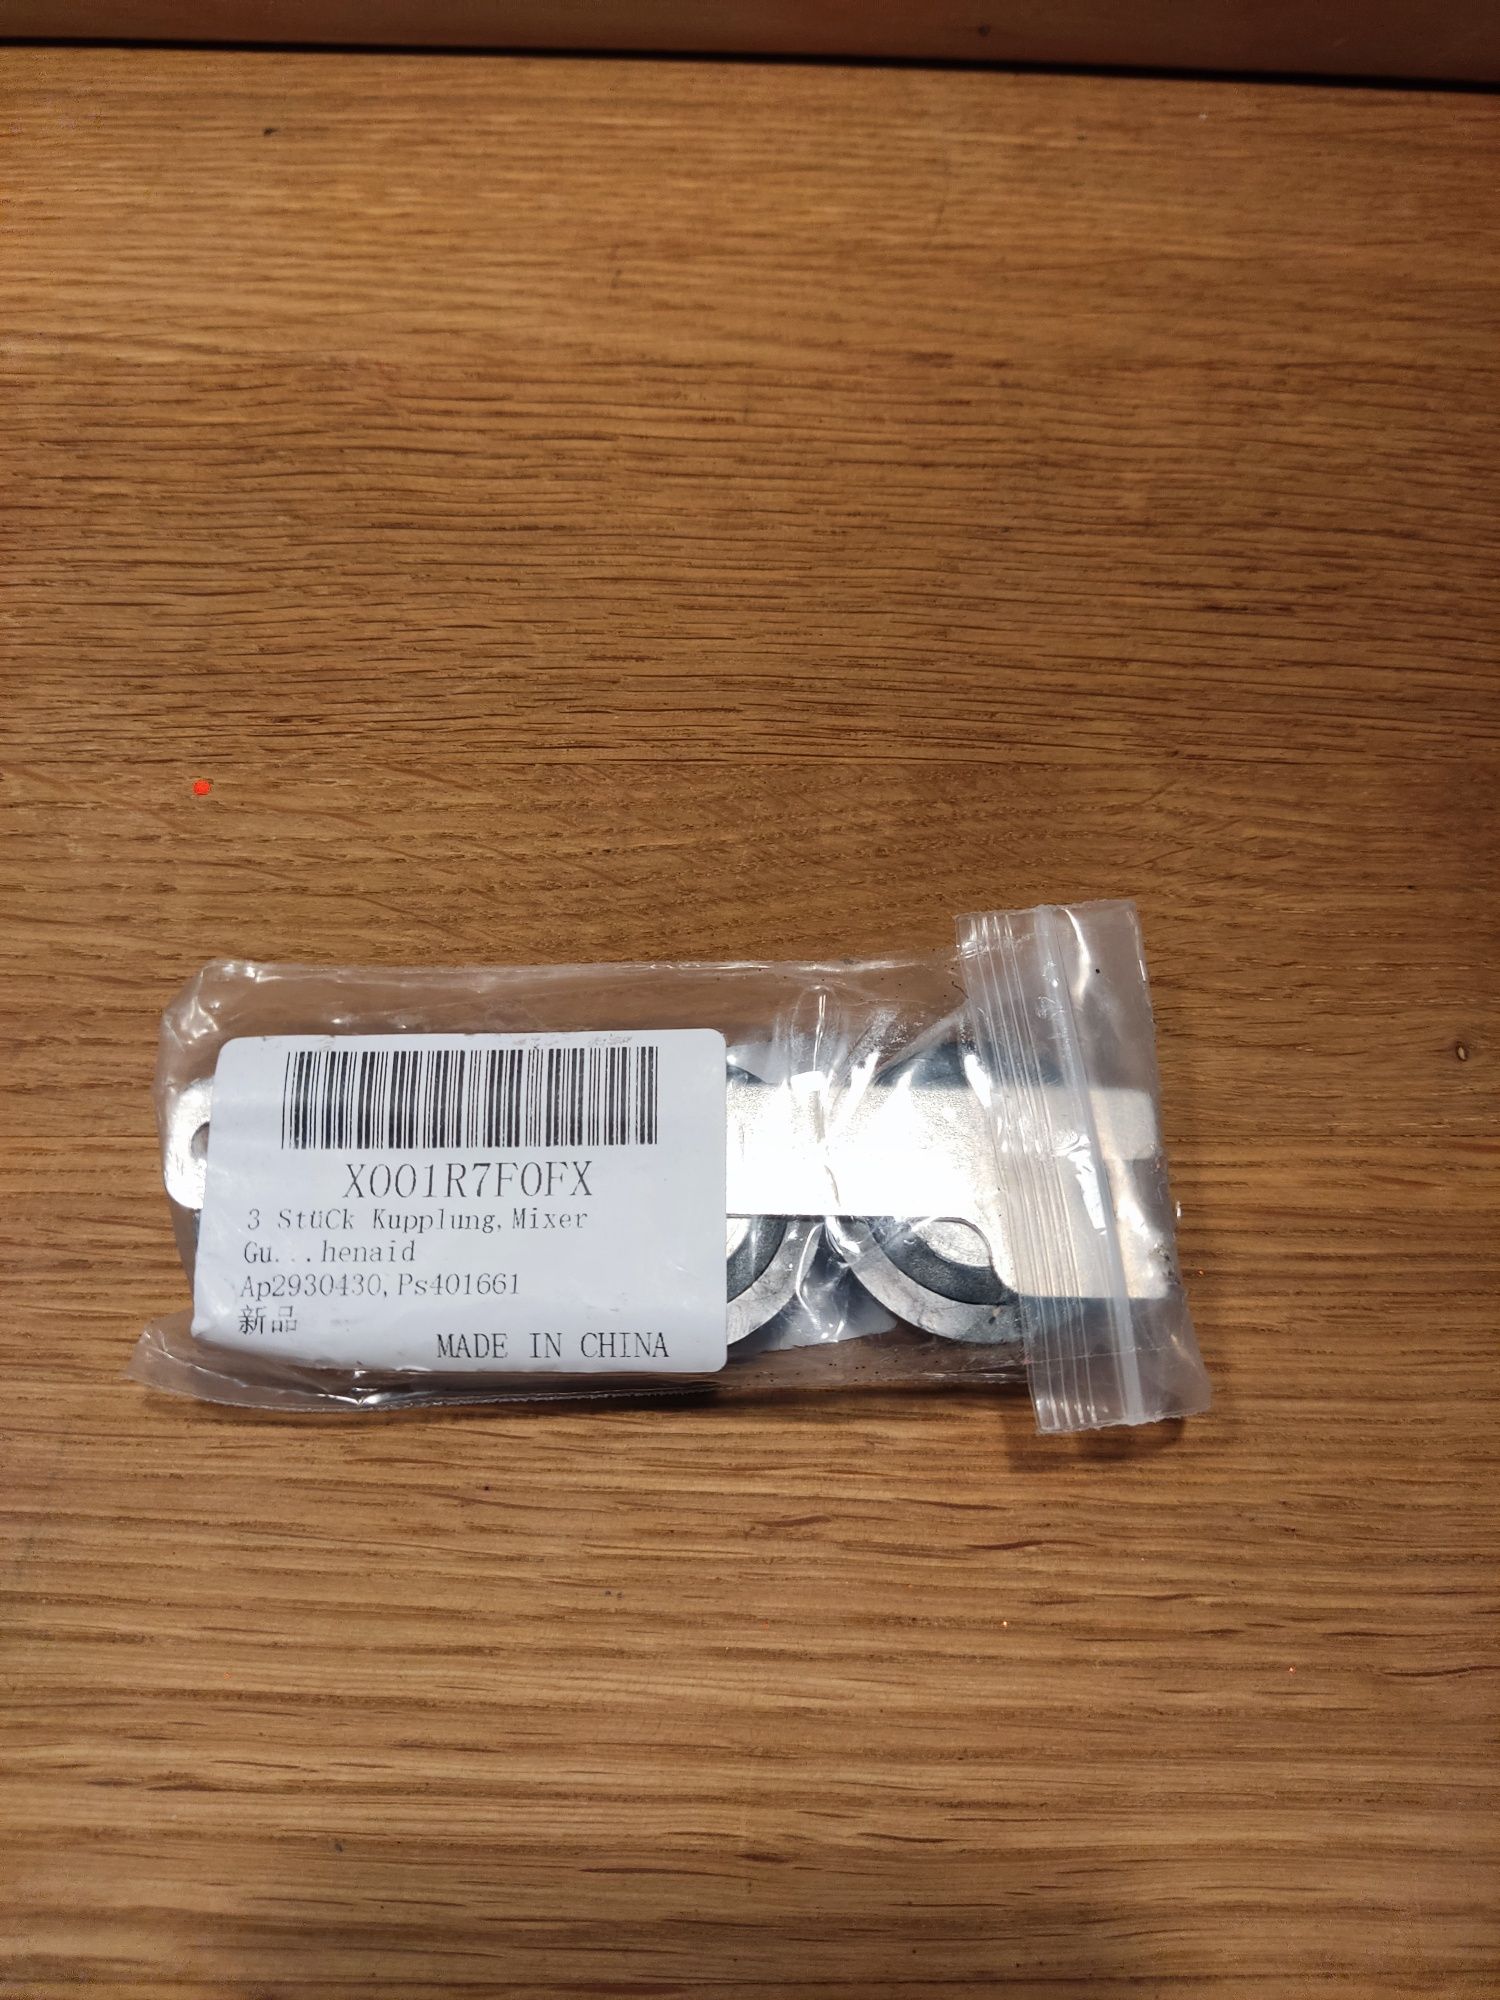 X001R7F0FX
3 StüCk Kupplung,Mixer
Gu...henaid
Ap2930430,Ps401661
新品
MADE IN CHINA